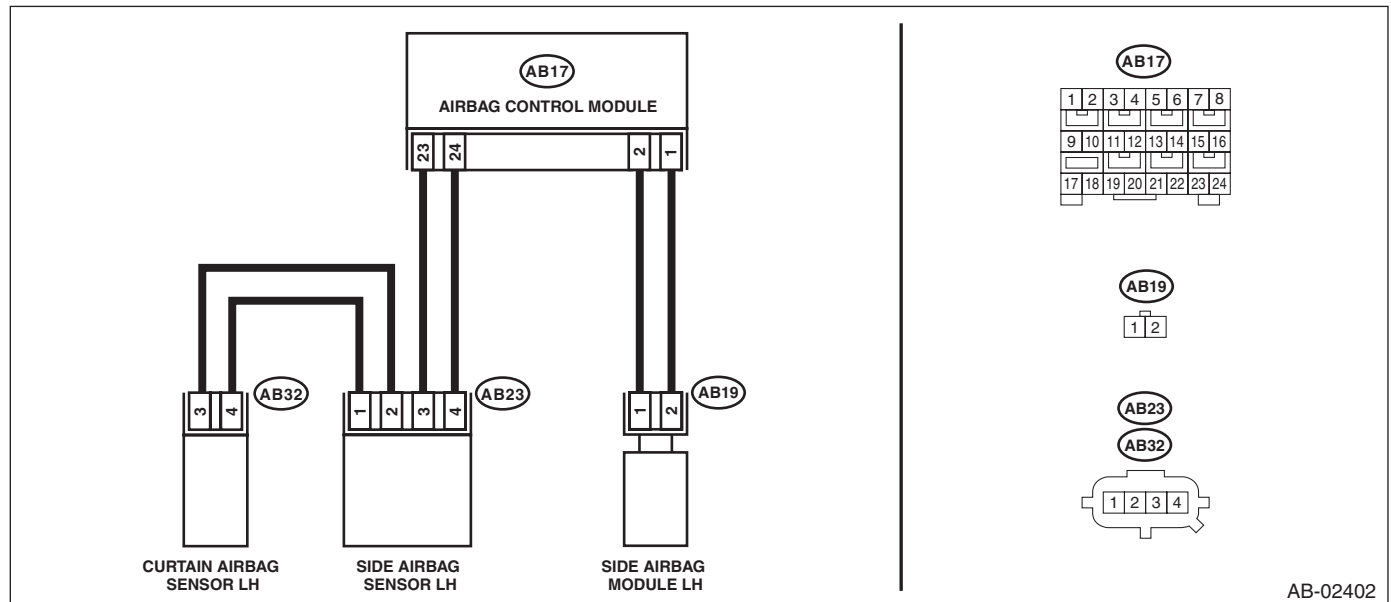 AB17
AIRBAG CONTROL MODULE
23 24 2 1
3 4
AB32
1 2 3 4
AB23
1 2
AB19
CURTAIN AIRBAG
SENSOR LH
SIDE AIRBAG
SENSOR LH
SIDE AIRBAG
MODULE LH
AB17
1 2 3 4 5 6 7 8
9 10 11 12 13 14 15 16
17 18 19 20 21 22 23 24
AB19
1 2
AB23
AB32
1 2 3 4
AB-02402